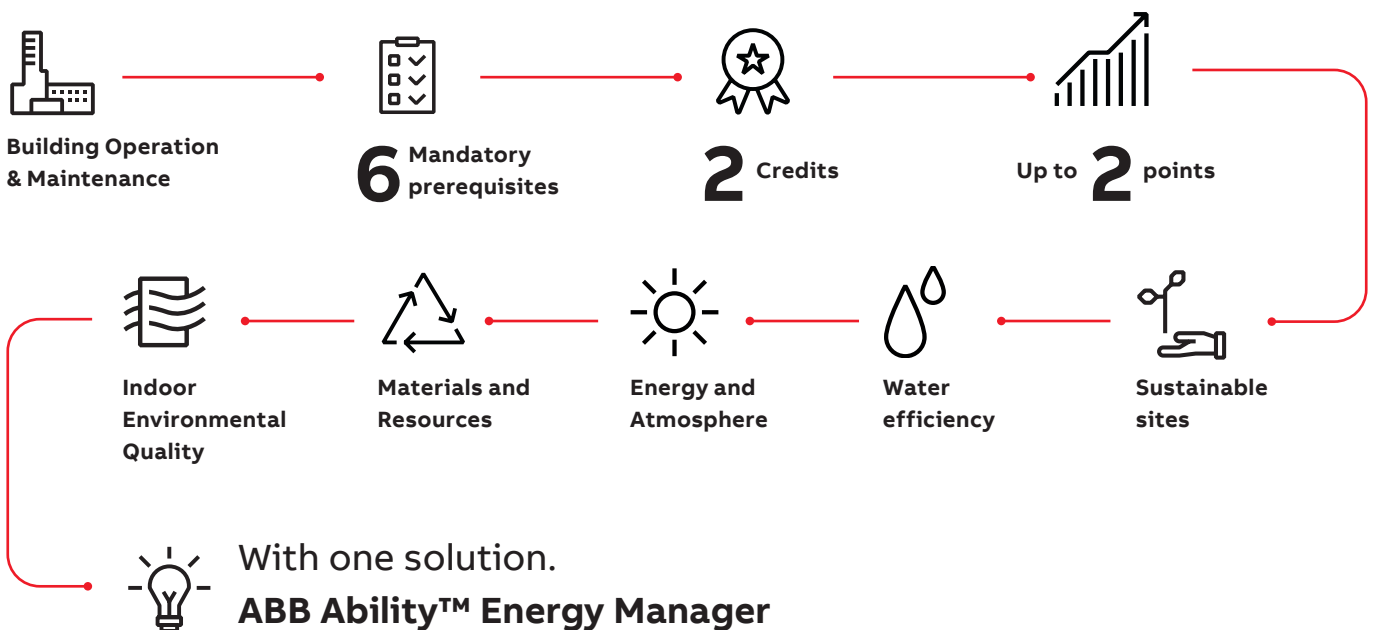 Building Operation
& Maintenance
6 Mandatory
prerequisites
2 Credits
Up to 2 points
Sustainable
sites
Water
efficiency
Energy and
Atmosphere
Materials and
Resources
Indoor
Environmental
Quality
With one solution.
ABB Ability™ Energy Manager